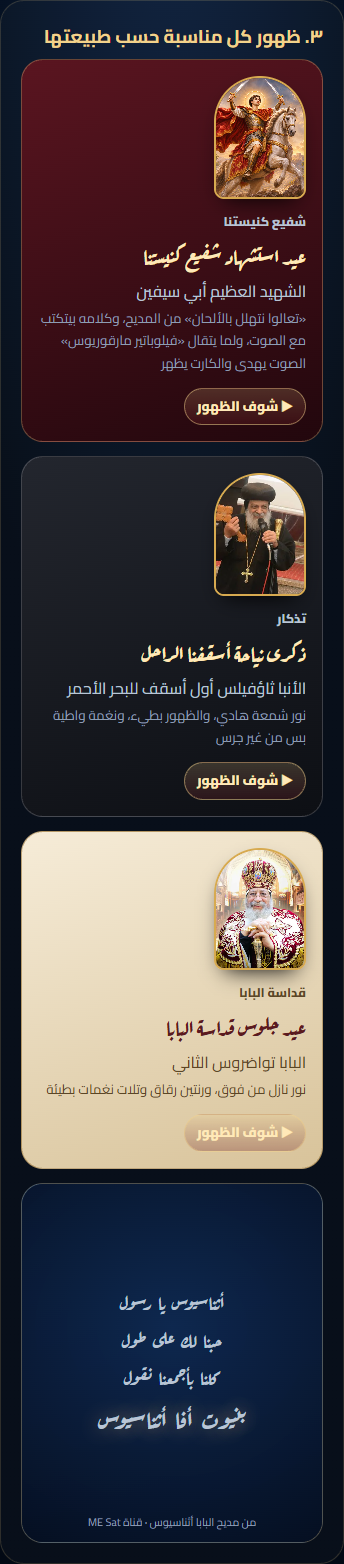 ٣. ظهور كل مناسبة حسب طبيعتها
شفيع كنيستنا
عيد استشهاد شفيع كنيستنا
الشهيد العظيم أبي سيفين
«تعالوا نتهلل بالألحان» من المديح، وكلامه بيتكتب
مع الصوت، ولما يتقال «فيلوباتير مارقوريوس»
الصوت يهدى والكارت يظهر
▶ شوف الظهور
تذكار
ذكرى نياحة أسقفنا الراحل
الأنبا ثاؤفيلس أول أسقف للبحر الأحمر
نور شمعة هادي، والظهور بطيء، ونغمة واطية
بس من غير جرس
▶ شوف الظهور
قداسة البابا
عيد جلوس قداسة البابا
البابا تواضروس الثاني
نور نازل من فوق، ورنتين رقاق وتلات نغمات بطيئة
▶ شوف الظهور
أثناسيوس يا رسول
حبنا لك على طول
كلنا بأجمعنا نقول
بنيوت أفا أثناسيوس
من مديح البابا أثناسيوس · قناة ME Sat